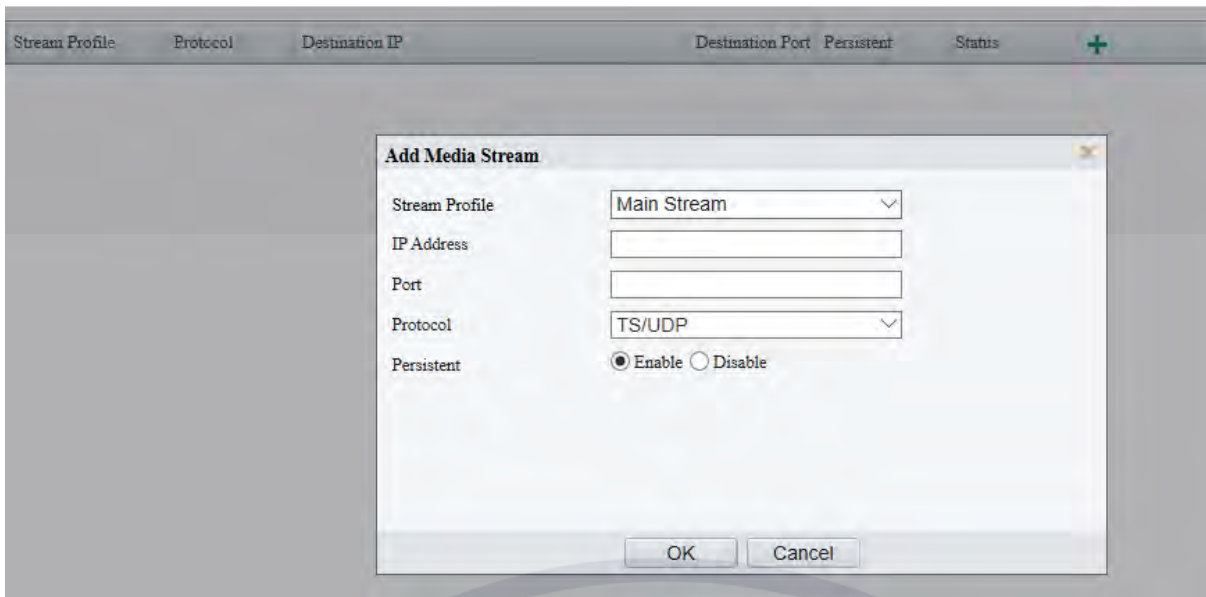 Stream Profile Protocol Destination IP Destination Port Persistent Status
Add Media Stream
Stream Profile Main Stream
IP Address
Port
Protocol TS/UDP
Persistent Enable Disable
OK Cancel